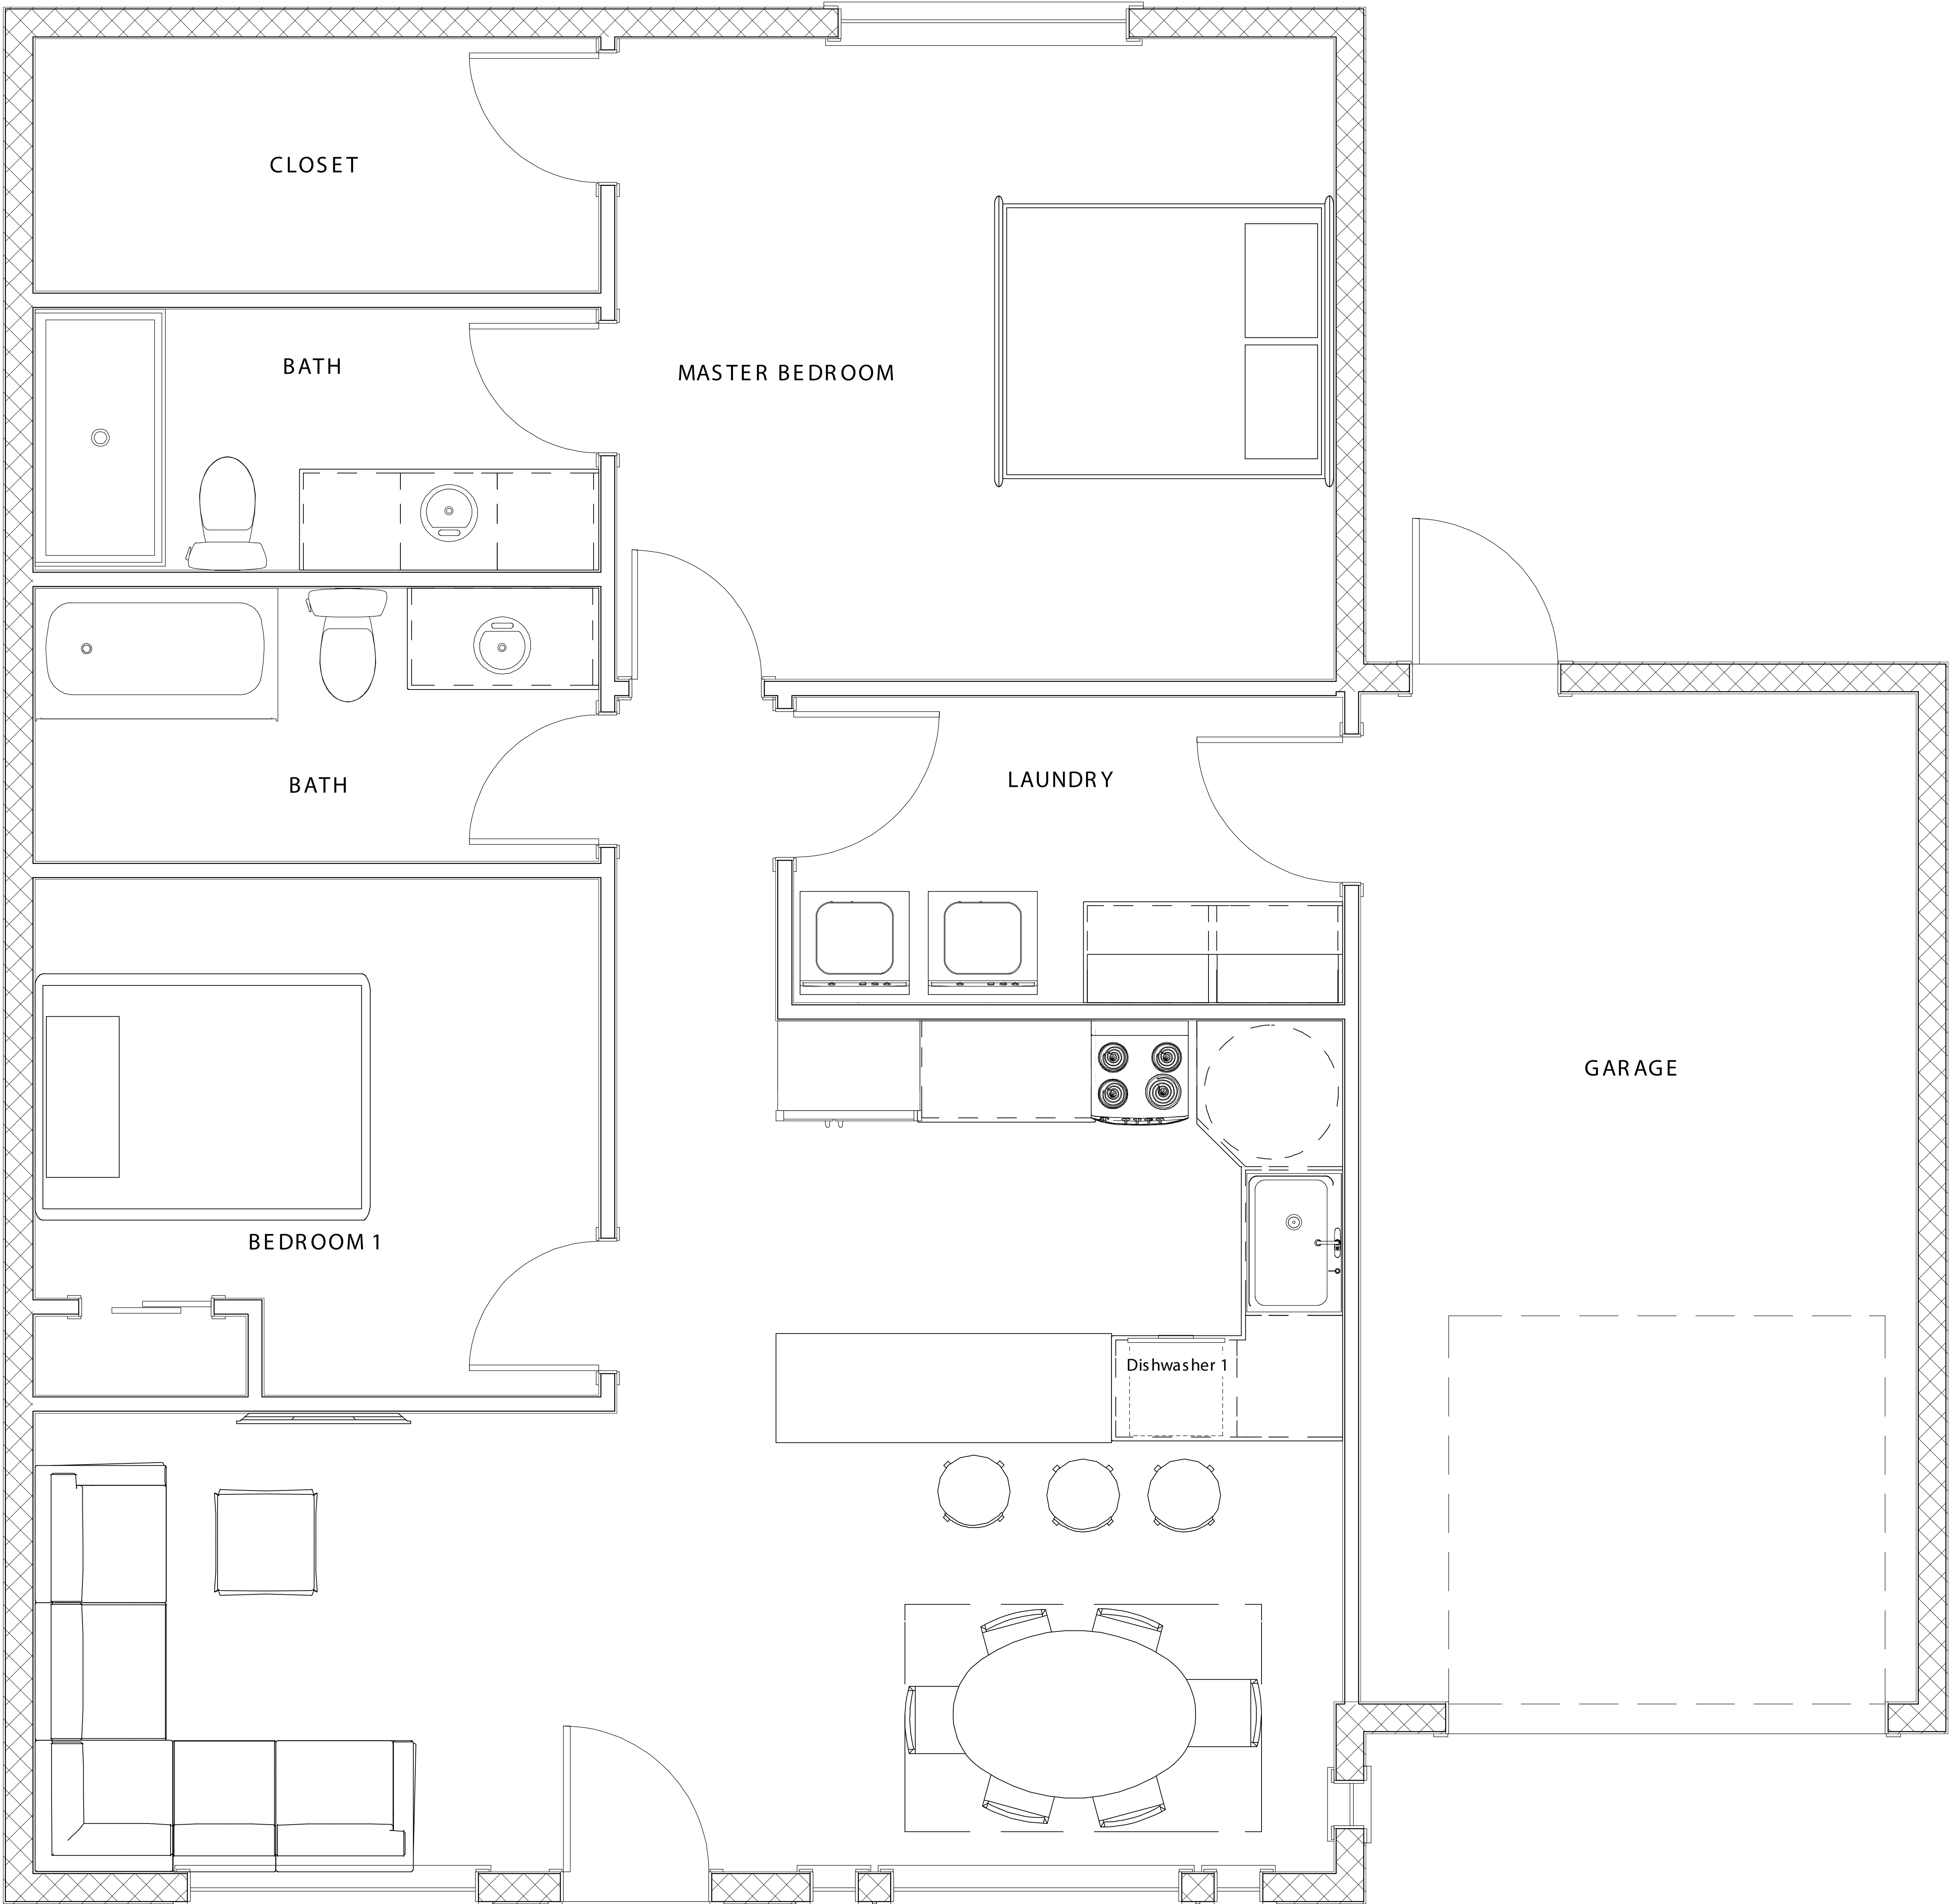 CLOSET
BATH
MASTER BEDROOM
BATH
LAUNDRY
GARAGE
BEDROOM 1
Dishwasher 1